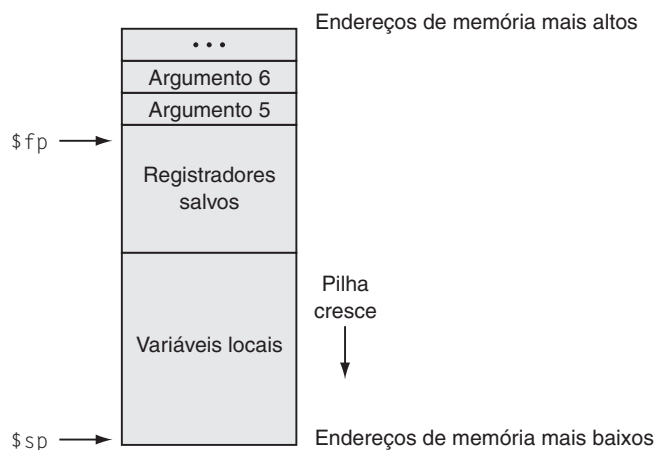 Endereços de memória mais altos
• • •
Argumento 6
Argumento 5
$fp
Registradores
salvos
Pilha
cresce
Variáveis locais
$sp
Endereços de memória mais baixos